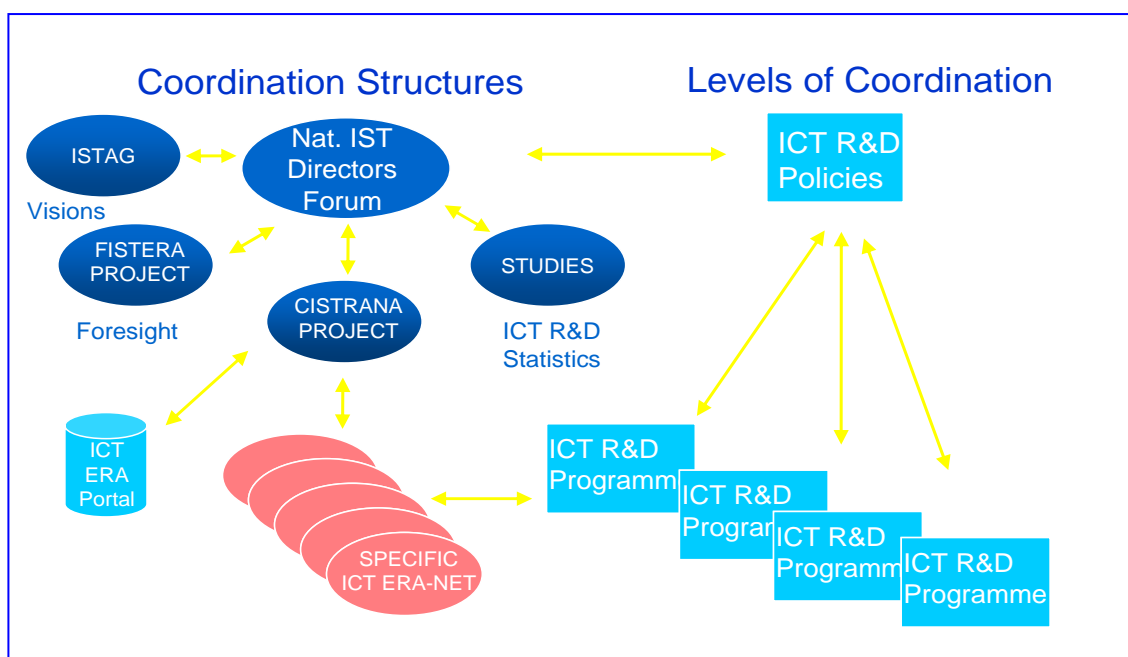 Coordination Structures
Levels of Coordination
ISTAG
Visions
Nat. IST
Directors
Forum
ICT R&D
Policies
FISTERA
PROJECT
Foresight
STUDIES
ICT R&D
Statistics
CISTRANA
PROJECT
ICT
ERA
Portal
SPECIFIC
ICT ERA-NET
ICT R&D
Programm
ICT R&D
Program
ICT R&D
Programm
ICT R&D
Programme